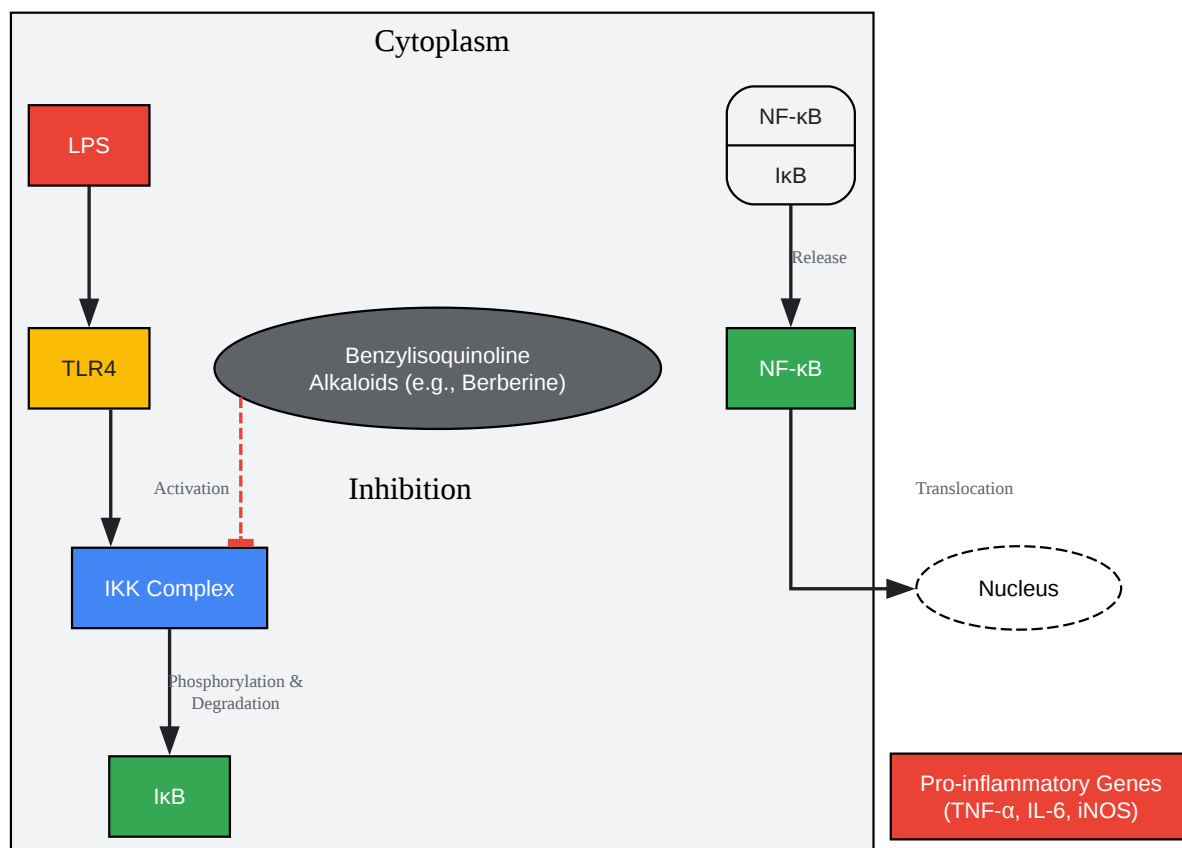 Cytoplasm
LPS
NF-κB
IκB
Release
TLR4
Benzylisoquinoline
Alkaloids (e.g., Berberine)
NF-κB
Activation
Inhibition
Translocation
IKK Complex
Nucleus
Phosphorylation &
Degradation
IκB
Pro-inflammatory Genes
(TNF-α, IL-6, iNOS)